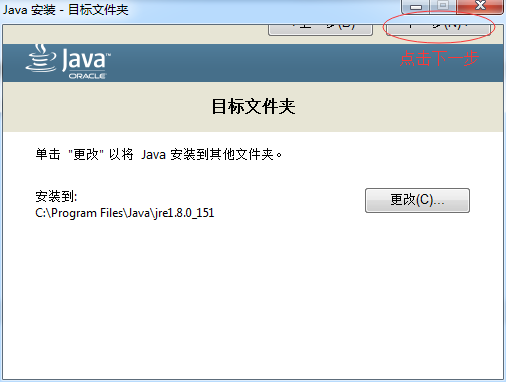 Java 安装 - 目标文件夹
Java
ORACLE
目标文件夹
单击 "更改" 以将 Java 安装到其他文件夹。
安装到:
更改(C)...
C:\Program Files\Java\jre1.8.0_151